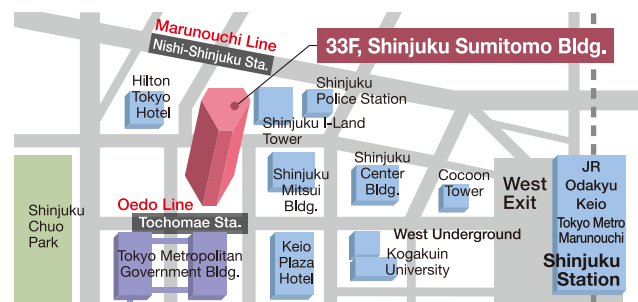 Marunouchi Line
Nishi-Shinjuku Sta.
33F, Shinjuku Sumitomo Bldg.
Hilton
Tokyo
Hotel
Shinjuku
Police Station
Shinjuku I-Land
Tower
Shinjuku
Mitsui
Bldg.
Shinjuku
Center
Bldg.
Cocoon
Tower
West
Exit
JR
Odakyu
Keio
Tokyo Metro
Marunouchi
Shinjuku
Station
Shinjuku
Chuo
Park
Oedo Line
Tochomae Sta.
Tokyo Metropolitan
Government Bldg.
Keio
Plaza
Hotel
West Underground
Kogakuin
University